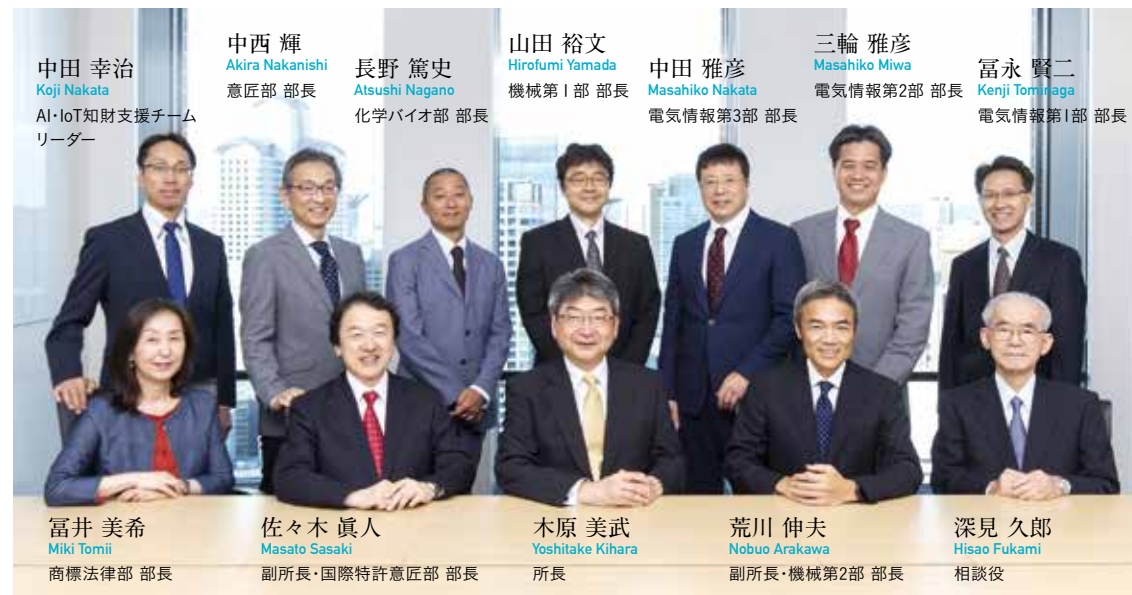 中田 幸治
Koji Nakata
AI・IoT知財支援チーム
リーダー
中西 輝
Akira Nakanishi
意匠部 部長
長野 篤史
Atsushi Nagano
化学バイオ部 部長
山田 裕文
Hirofumi Yamada
機械第1部 部長
中田 雅彦
Masahiko Nakata
電気情報第3部 部長
三輪 雅彦
Masahiko Miwa
電気情報第2部 部長
冨永 賢二
Kenji Tominaga
電気情報第1部 部長
冨井 美希
Miki Tomii
商標法律部 部長
佐々木 眞人
Masato Sasaki
副所長・国際特許意匠部 部長
木原 美武
Yoshitake Kihara
所長
荒川 伸夫
Nobuo Arakawa
副所長・機械第2部 部長
深見 久郎
Hisao Fukami
相談役